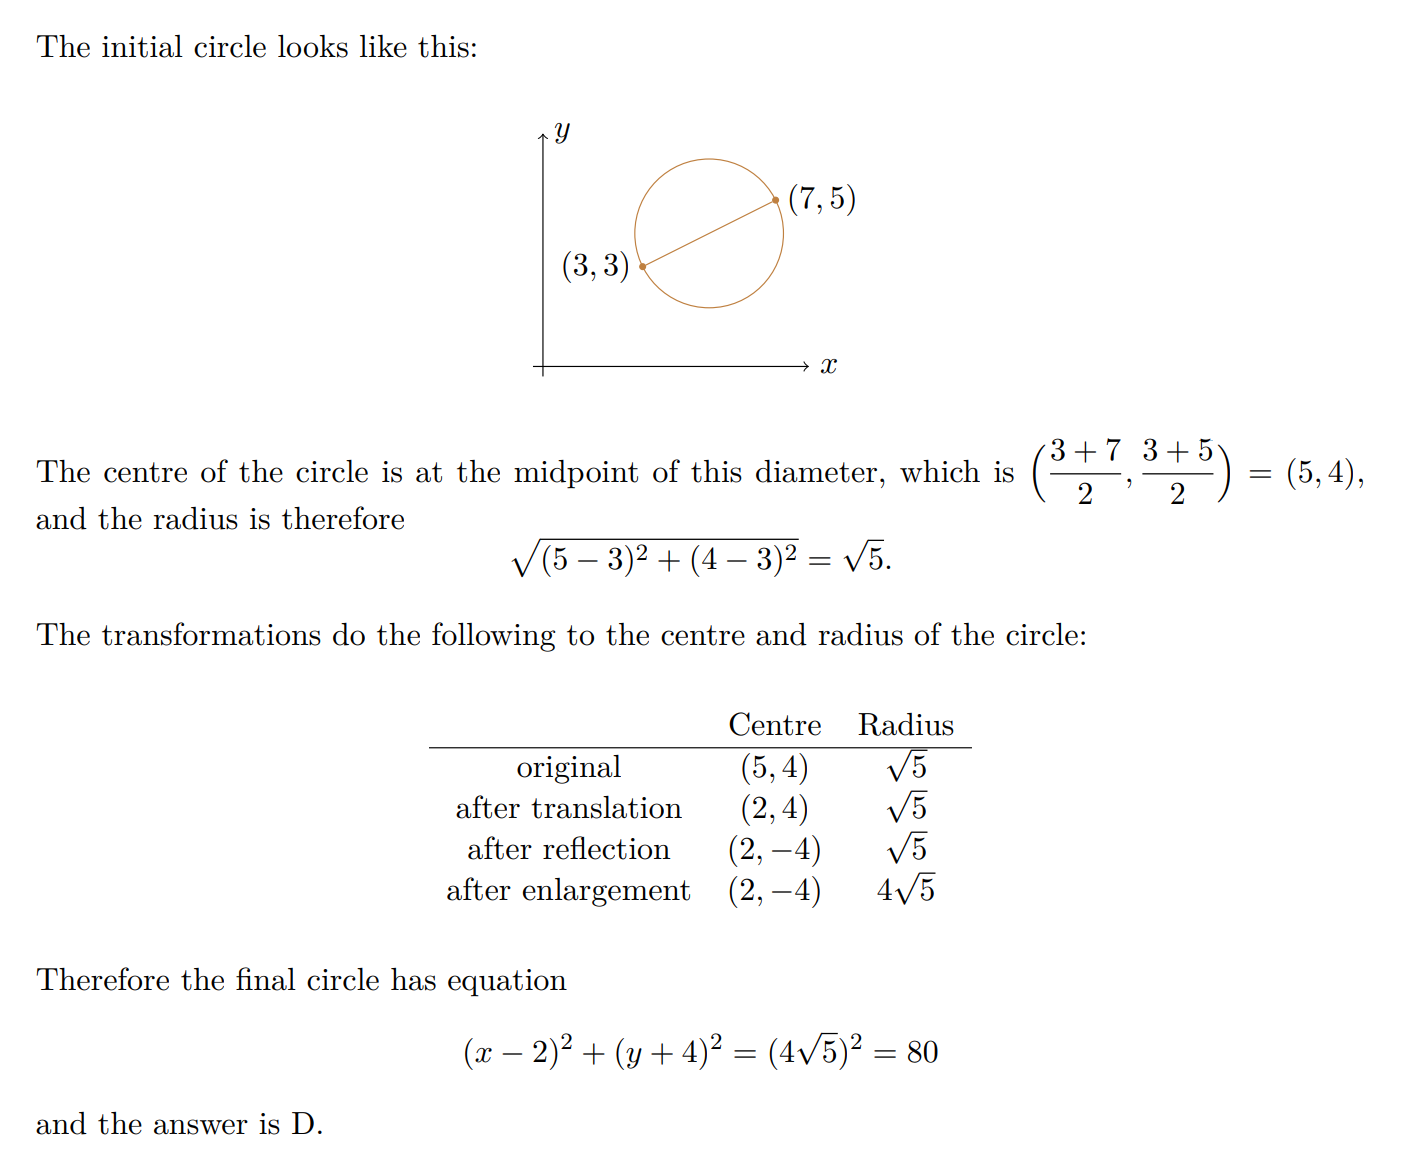 The initial circle looks like this:
y
(7, 5)
(3, 3)
x
The centre of the circle is at the midpoint of this diameter, which is $\left(\frac{3+7}{2}, \frac{3+5}{2}\right) = (5, 4)$,
and the radius is therefore
$\sqrt{(5-3)^2 + (4-3)^2} = \sqrt{5}.$
The transformations do the following to the centre and radius of the circle:
Centre Radius
original (5, 4) √5
after translation (2, 4) √5
after reflection (2, −4) √5
after enlargement (2, −4) 4√5
Therefore the final circle has equation
$(x-2)^2 + (y+4)^2 = (4\sqrt{5})^2 = 80$
and the answer is D.